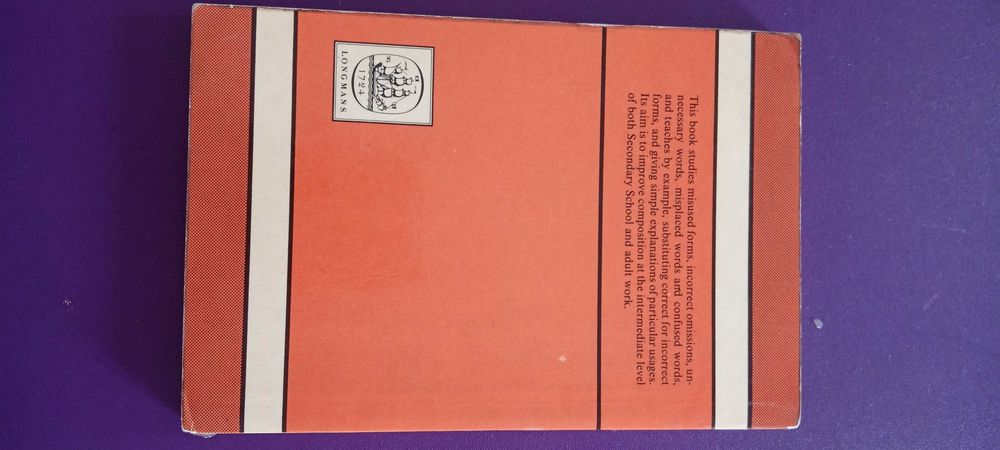 This book studies misused forms, incorrect omissions, un-
necessary words, misplaced words and confused words,
and teaches by example, substituting correct for incorrect
forms, and giving simple explanations of particular usages.
Its aim is to improve composition at the intermediate level
of both Secondary School and adult work.
1724
LONGMANS